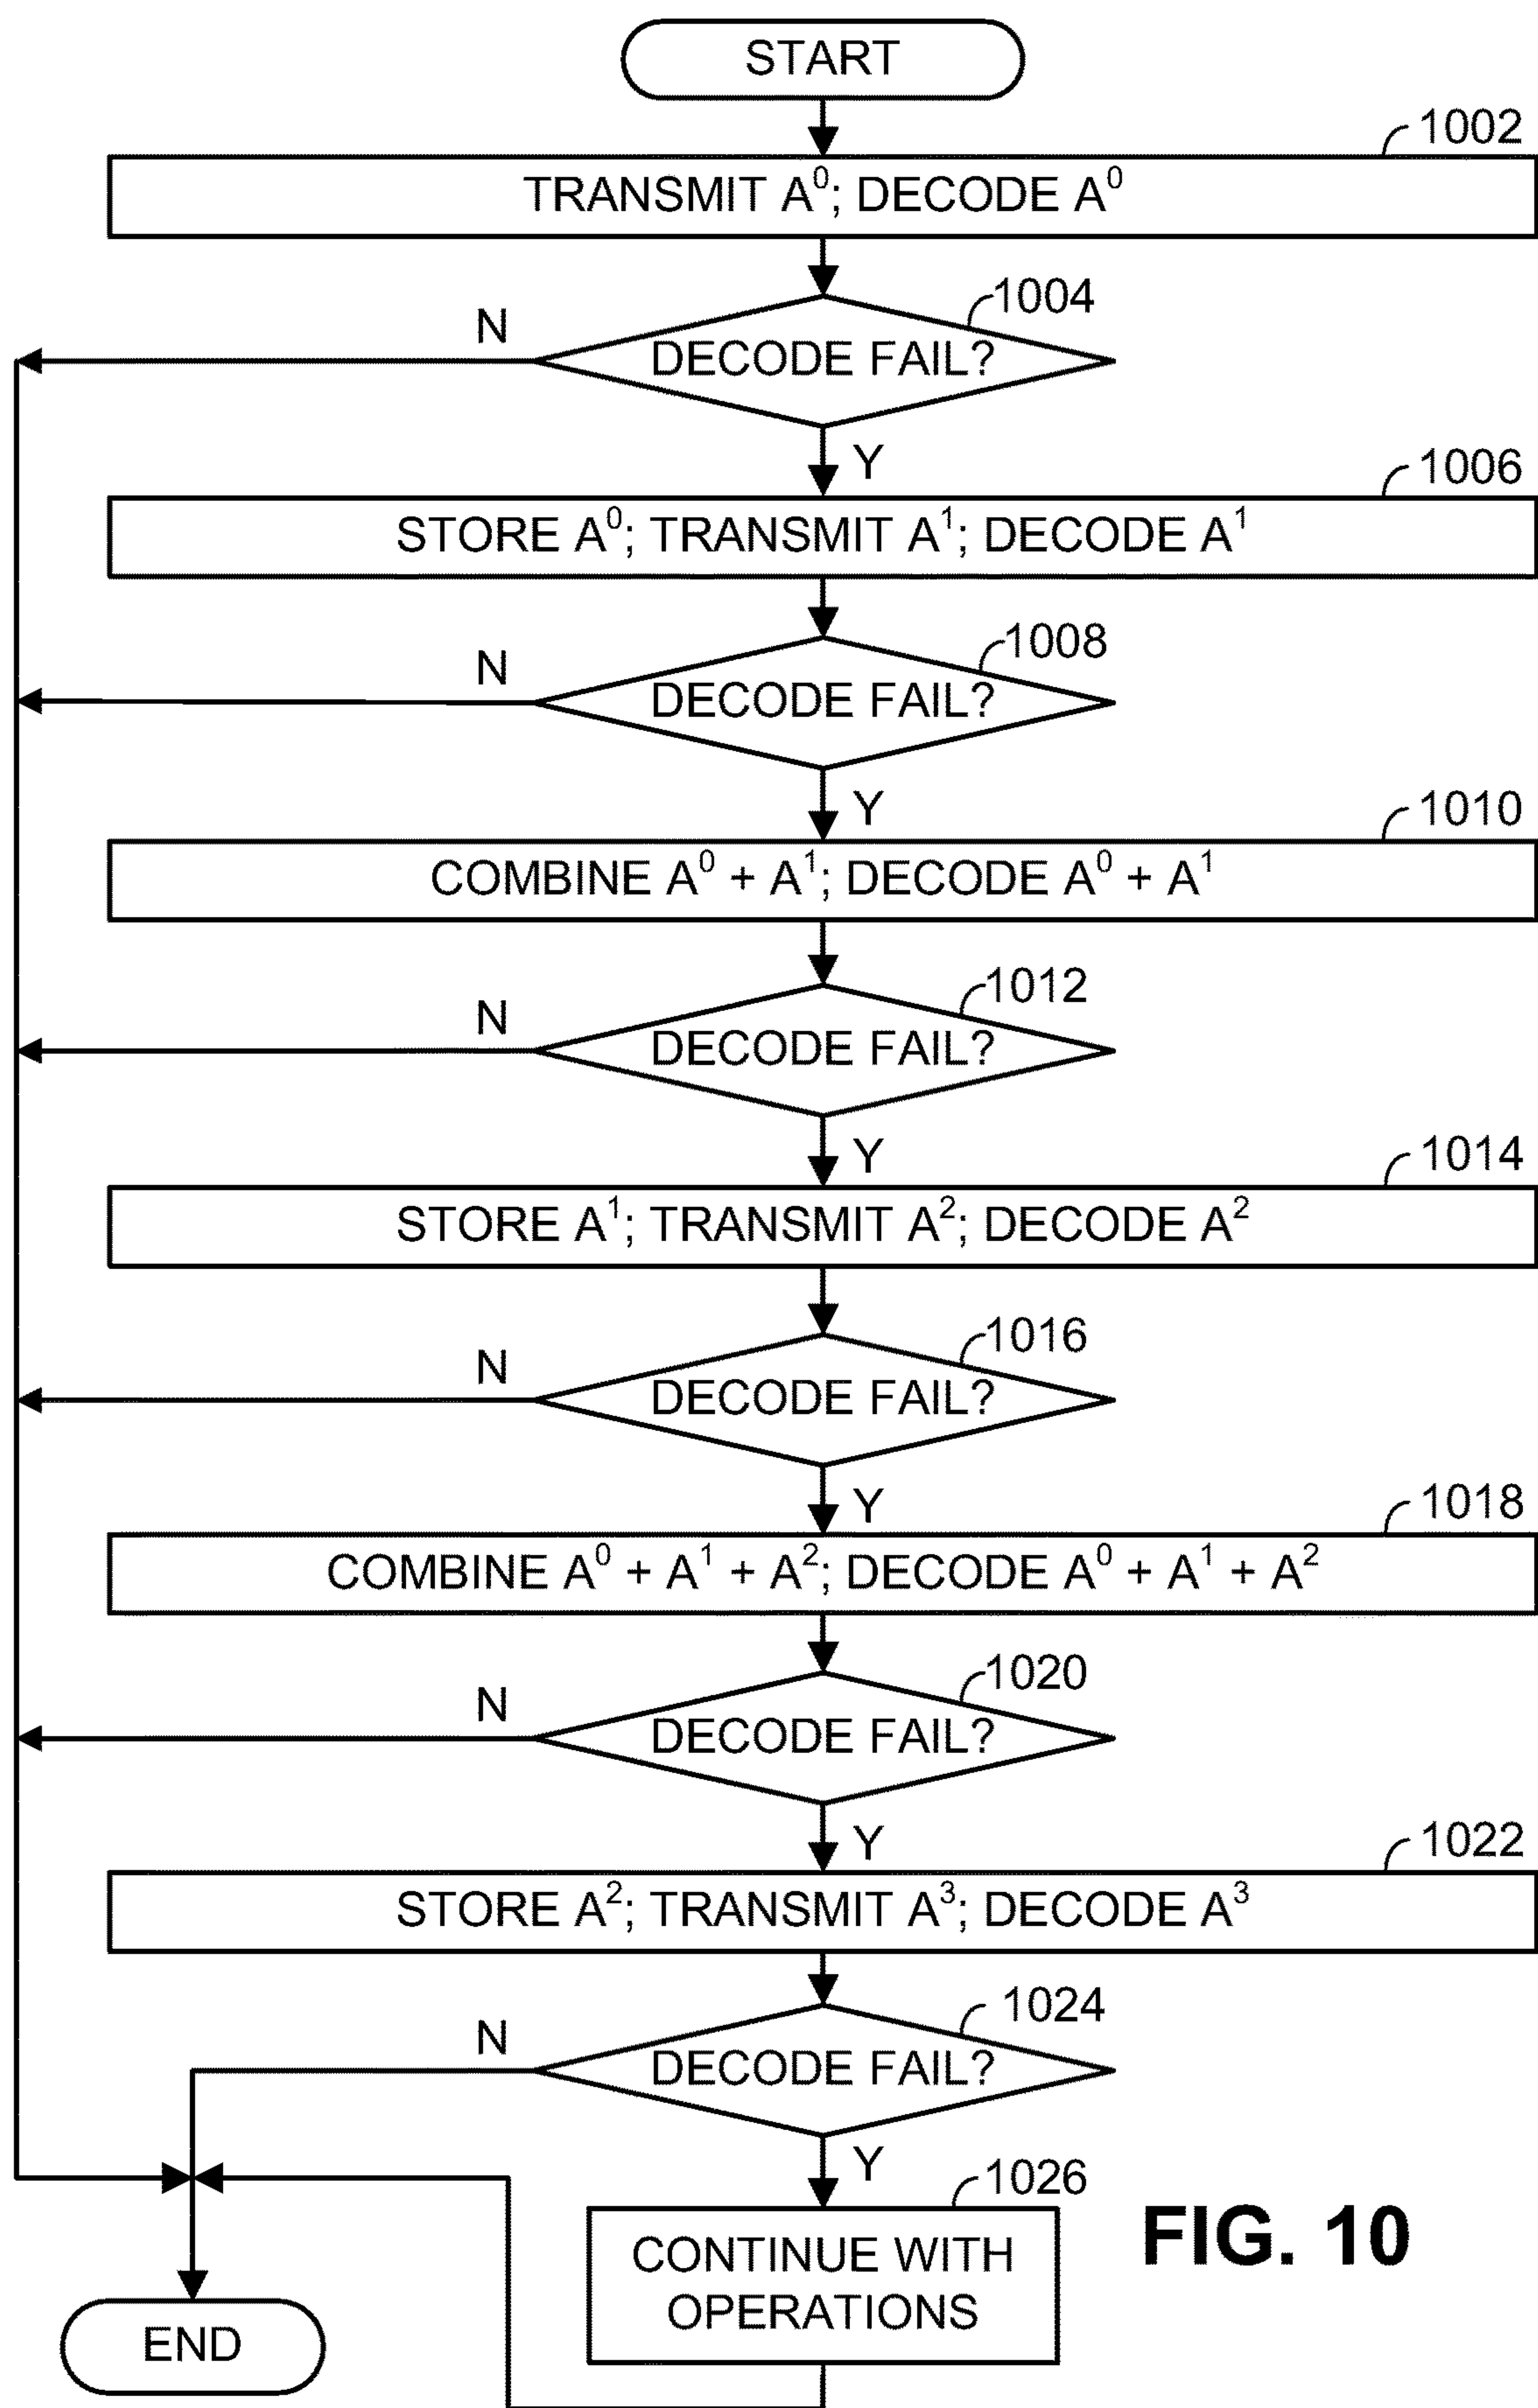 START
1002
TRANSMIT A⁰; DECODE A⁰
1004
N
DECODE FAIL?
Y
1006
STORE A⁰; TRANSMIT A¹; DECODE A¹
1008
N
DECODE FAIL?
Y
1010
COMBINE A⁰ + A¹; DECODE A⁰ + A¹
1012
N
DECODE FAIL?
Y
1014
STORE A¹; TRANSMIT A²; DECODE A²
1016
N
DECODE FAIL?
Y
1018
COMBINE A⁰ + A¹ + A²; DECODE A⁰ + A¹ + A²
1020
N
DECODE FAIL?
Y
1022
STORE A²; TRANSMIT A³; DECODE A³
1024
N
DECODE FAIL?
Y
1026
CONTINUE WITH
OPERATIONS
FIG. 10
END